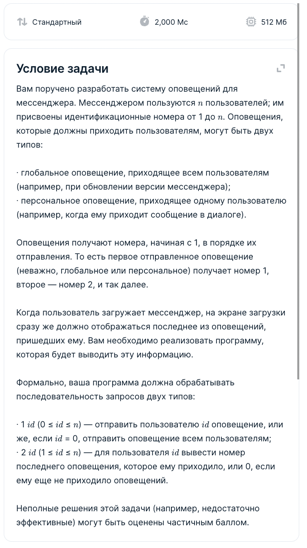 Стандартный 2,000 Мс 512 Мб
Условие задачи
Вам поручено разработать систему оповещений для
мессенджера. Мессенджером пользуются n пользователей; им
присвоены идентификационные номера от 1 до n. Оповещения,
которые должны приходить пользователям, могут быть двух
типов:
· глобальное оповещение, приходящее всем пользователям
(например, при обновлении версии мессенджера);
· персональное оповещение, приходящее одному пользователю
(например, когда ему приходит сообщение в диалоге).
Оповещения получают номера, начиная с 1, в порядке их
отправления. То есть первое отправленное оповещение
(неважно, глобальное или персональное) получает номер 1,
второе — номер 2, и так далее.
Когда пользователь загружает мессенджер, на экране загрузки
сразу же должно отображаться последнее из оповещений,
пришедших ему. Вам необходимо реализовать программу,
которая будет выводить эту информацию.
Формально, ваша программа должна обрабатывать
последовательность запросов двух типов:
· 1 id (0 ≤ id ≤ n) — отправить пользователю id оповещение, или
же, если id = 0, отправить оповещение всем пользователям;
· 2 id (1 ≤ id ≤ n) — для пользователя id вывести номер
последнего оповещения, которое ему приходило, или 0, если
ему еще не приходило оповещений.
Неполные решения этой задачи (например, недостаточно
эффективные) могут быть оценены частичным баллом.